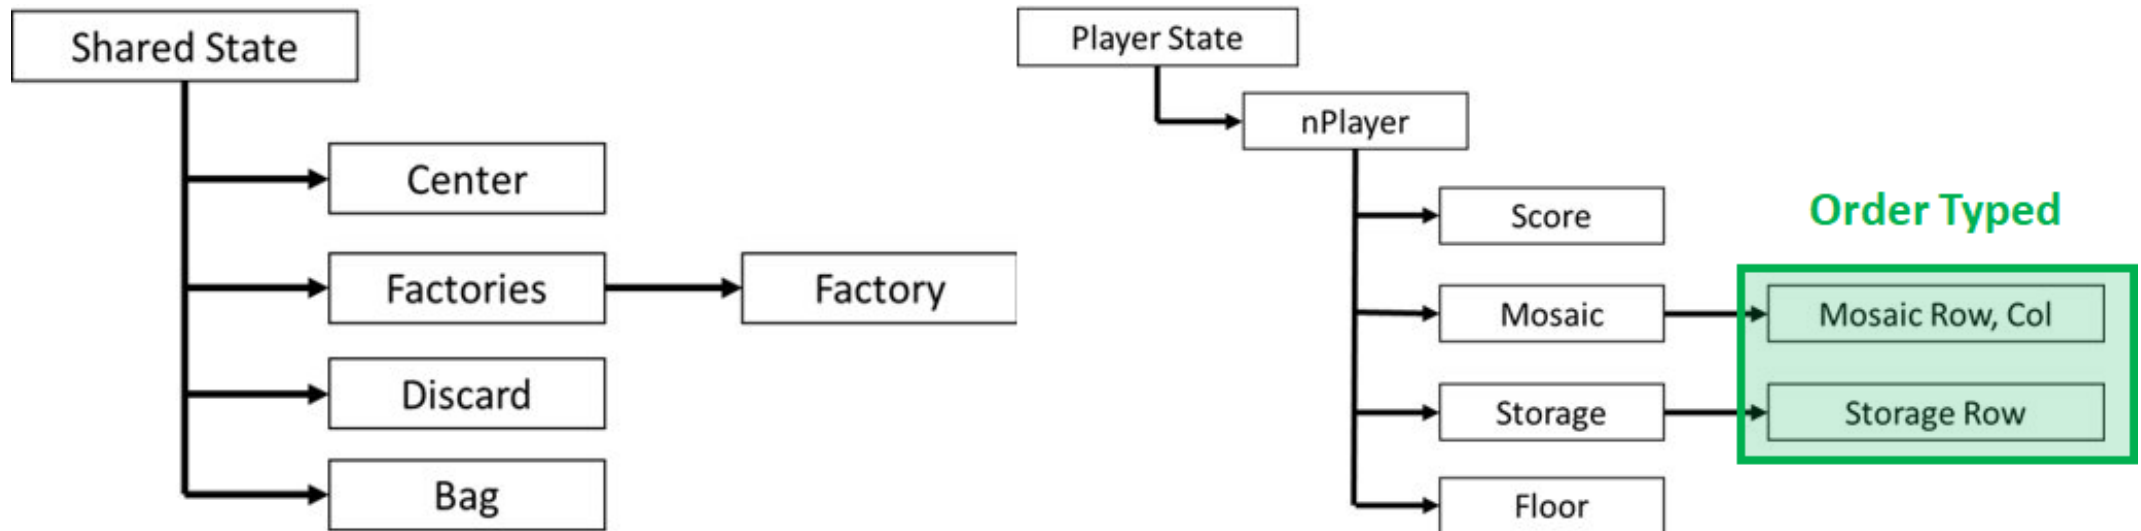 Shared State
Center
Factories
Factory
Discard
Bag
Player State
nPlayer
Score
Order Typed
Mosaic
Mosaic Row, Col
Storage
Storage Row
Floor